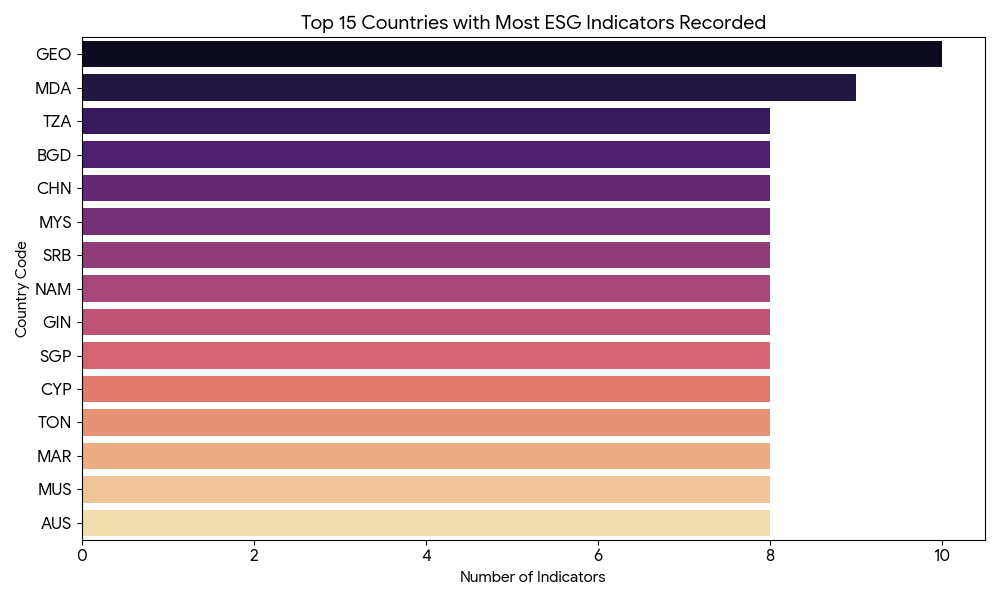 Top 15 Countries with Most ESG Indicators Recorded
Country Code
GEO
MDA
TZA
BGD
CHN
MYS
SRB
NAM
GIN
SGP
CYP
TON
MAR
MUS
AUS
0 2 4 6 8 10
Number of Indicators